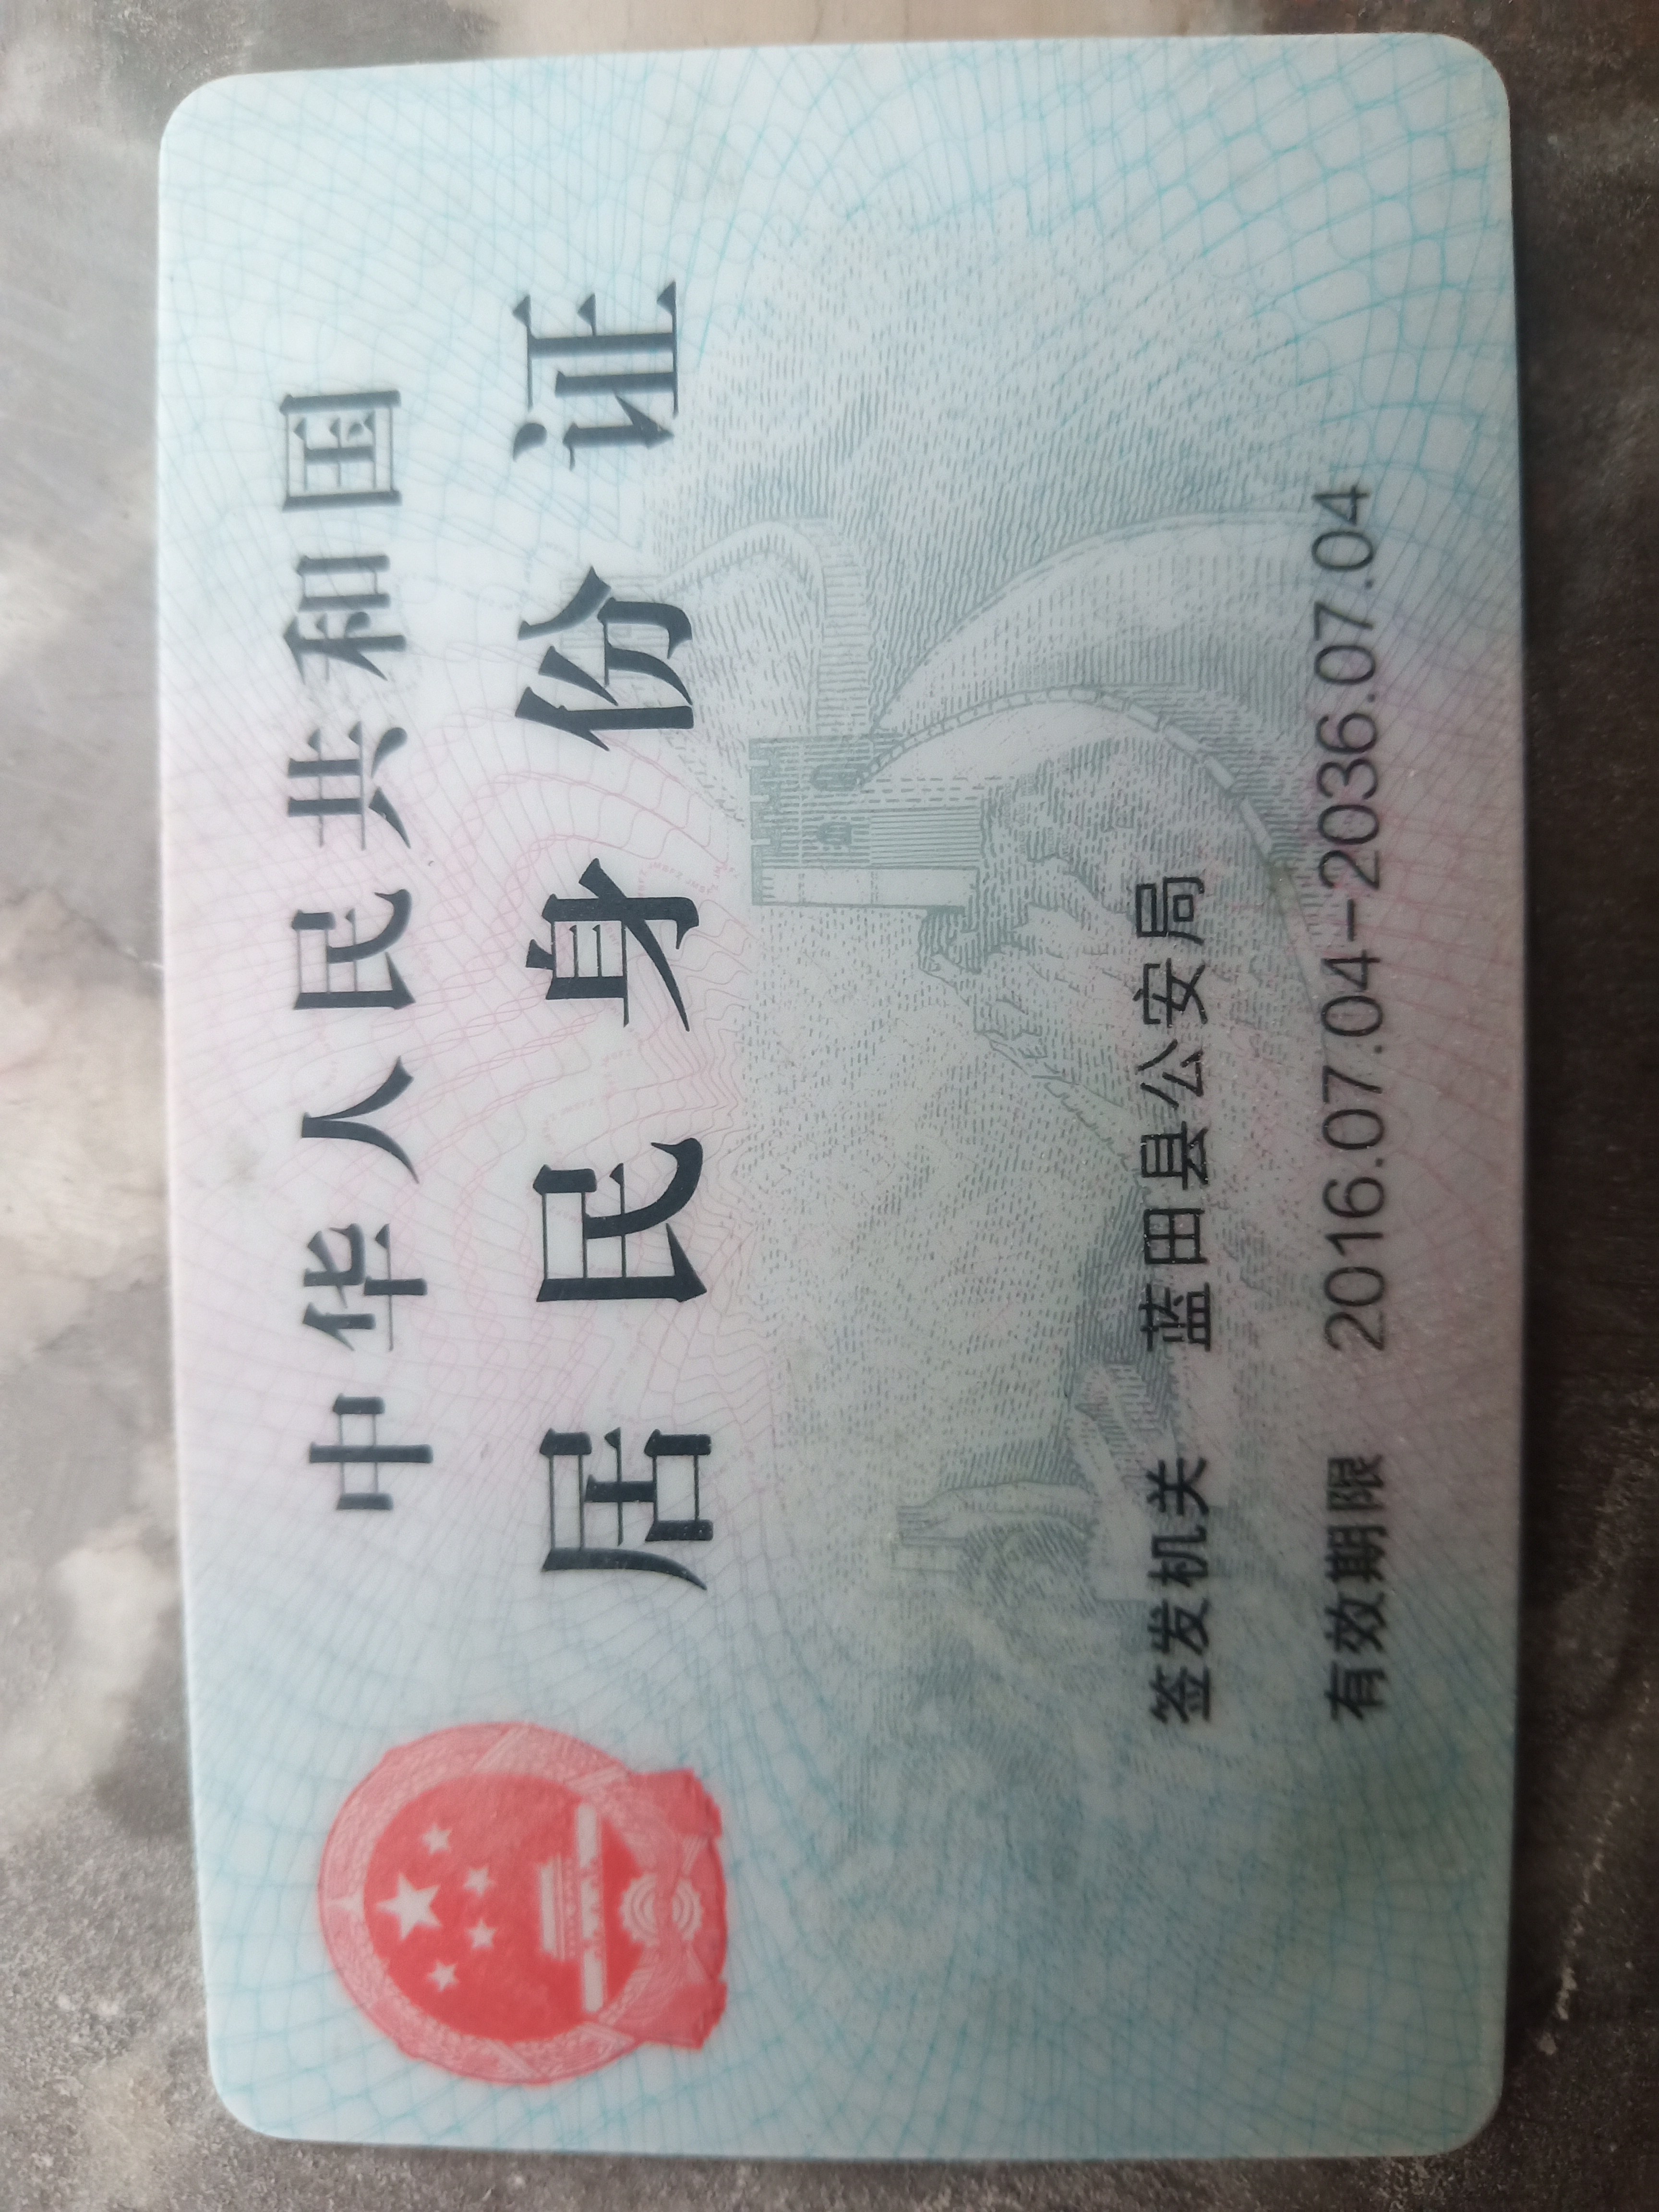 中华人民共和国
居民身份证
签发机关 蓝田县公安局
有效期限 2016.07.04-2036.07.04